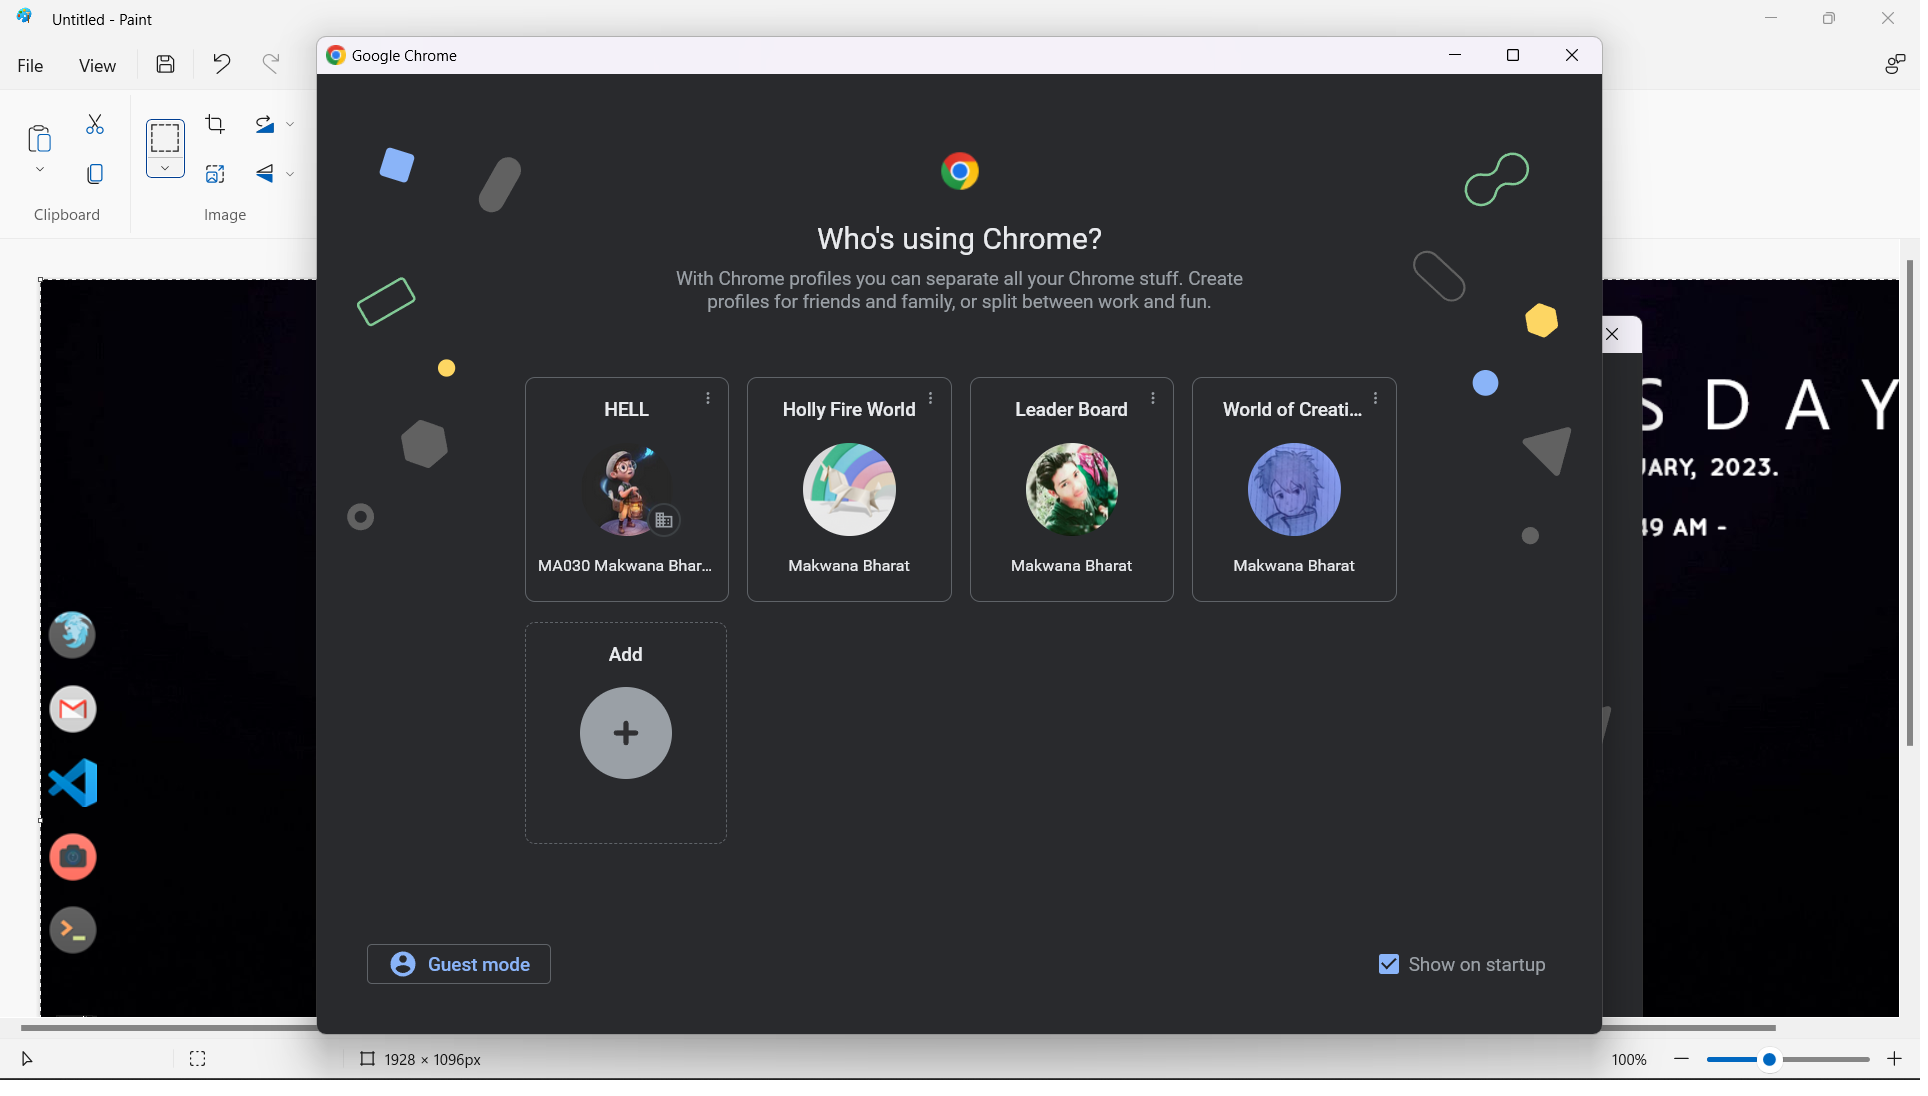 Untitled - Paint
Google Chrome
File
View
Clipboard
Image
Who's using Chrome?
With Chrome profiles you can separate all your Chrome stuff. Create
profiles for friends and family, or split between work and fun.
HELL
MA030 Makwana Bhar...
Holly Fire World
Makwana Bharat
Leader Board
Makwana Bharat
World of Creati...
Makwana Bharat
Add
Guest mode
Show on startup
S D A Y
ARY, 2023.
49 AM -
1928 × 1096px
100%